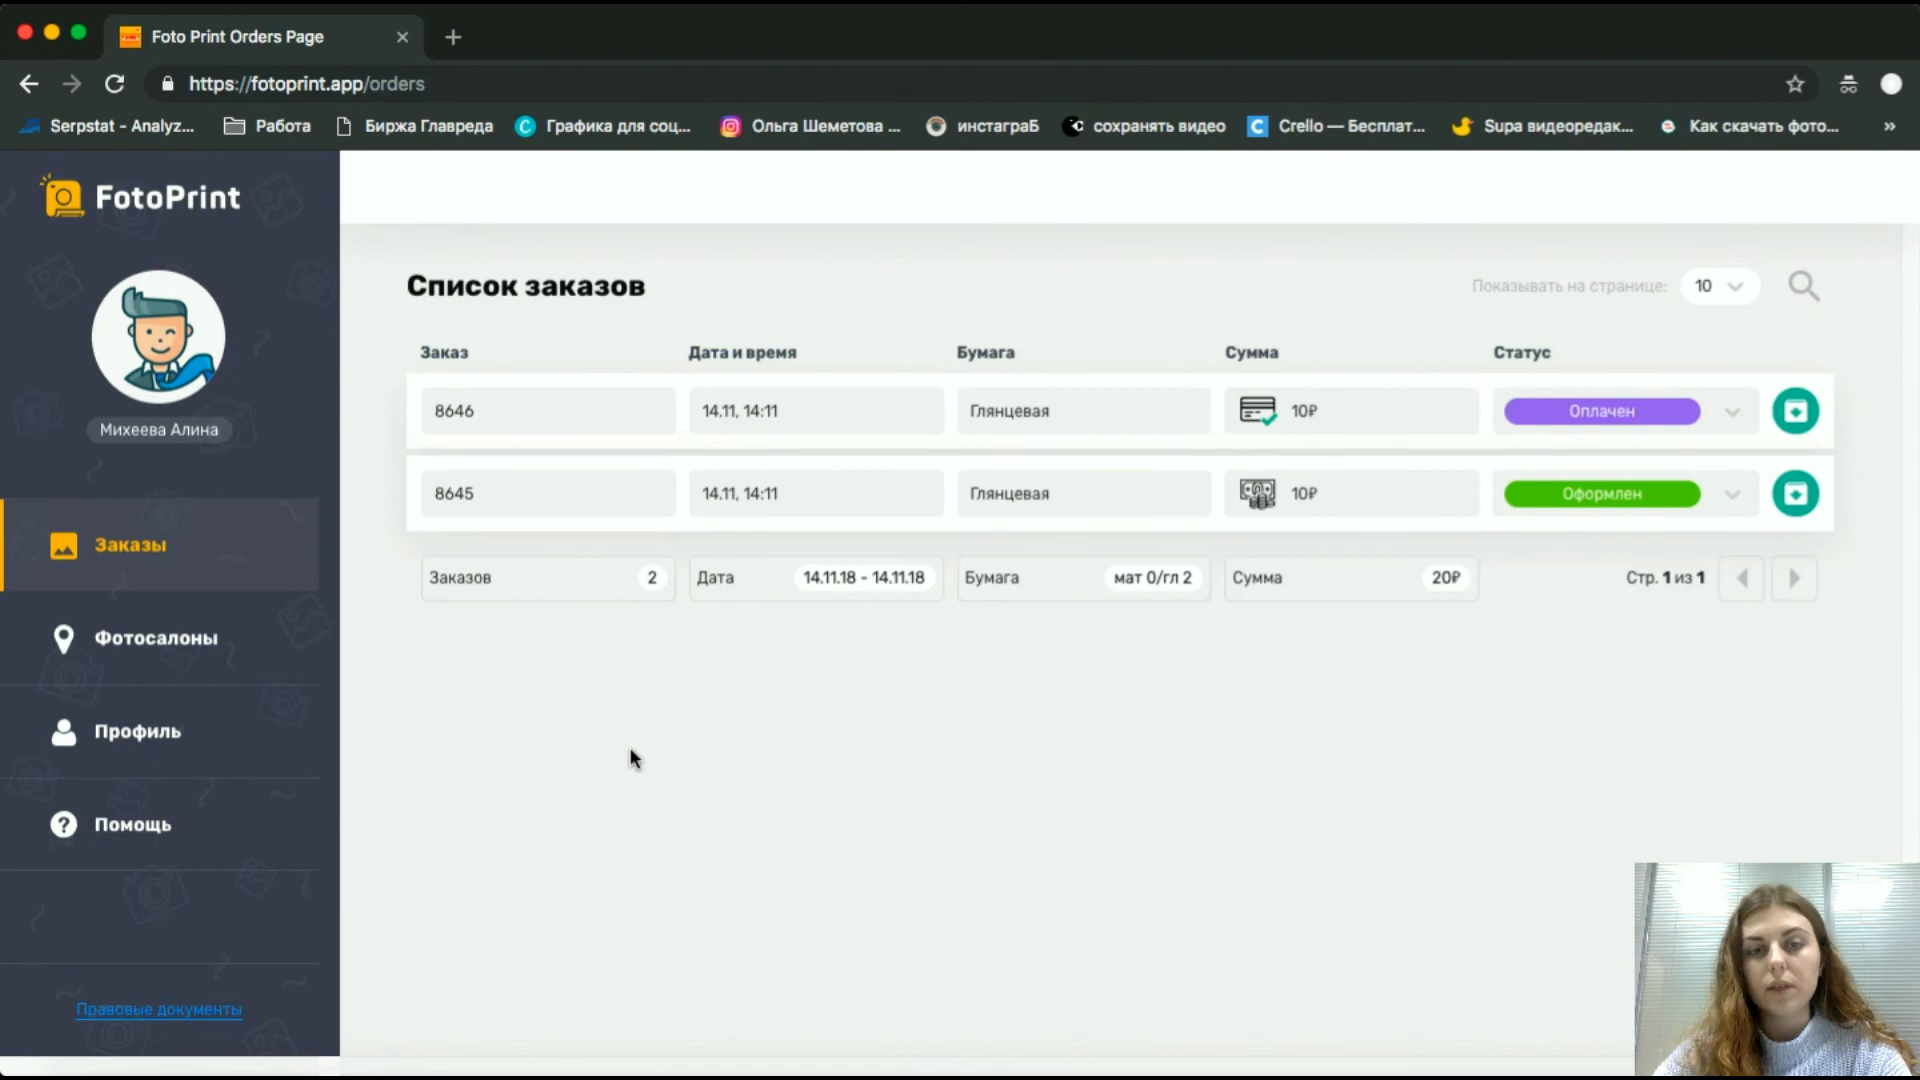 Foto Print Orders Page
https://fotoprint.app/orders
Serpstat - Analyz... Работа Биржа Главреда Графика для соц... Ольга Шеметова ... инстаграБ сохранять видео Crello — Бесплат... Supa видеоредак... Как скачать фото... »
FotoPrint
Михеева Алина
Заказы
Фотосалоны
Профиль
Помощь
Правовые документы
Список заказов
Показывать на странице: 10
Заказ Дата и время Бумага Сумма Статус
8646 14.11, 14:11 Глянцевая 10₽ Оплачен
8645 14.11, 14:11 Глянцевая 10₽ Оформлен
Заказов 2 Дата 14.11.18 - 14.11.18 Бумага мат 0/гл 2 Сумма 20₽ Стр. 1 из 1